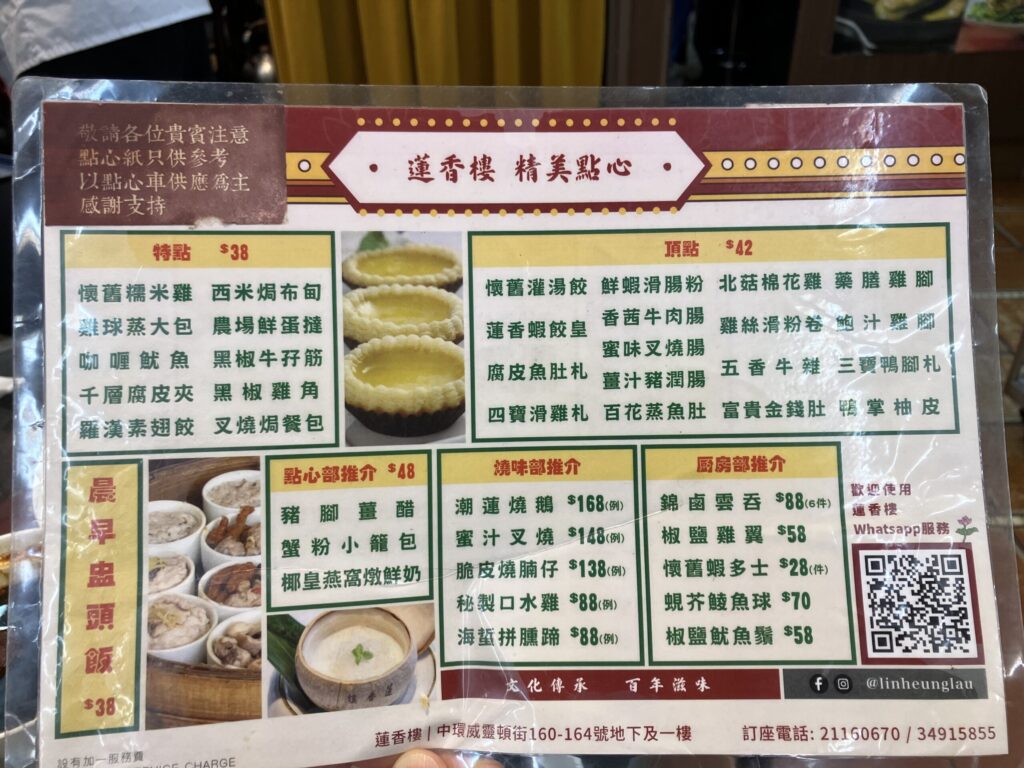 敬請各位貴賓注意
點心紙只供參考
以點心車供應為主
感謝支持
蓮香樓 精美點心
特點 $38
懷舊糯米雞 西米焗布甸
雞球蒸大包 農場鮮蛋撻
咖喱魷魚 黑椒牛孖筋
千層腐皮夾 黑椒雞角
羅漢素翅餃 叉燒焗餐包
頂點 $42
懷舊灌湯餃
蓮香蝦餃皇
腐皮魚肚札
四寶滑雞札
鮮蝦滑腸粉
香茜牛肉腸
蜜味叉燒腸
薑汁豬潤腸
百花蒸魚肚
北菇棉花雞 藥膳雞腳
雞絲滑粉卷 鮑汁雞腳
五香牛雜 三寶鴨腳札
富貴金錢肚 鴨掌柚皮
晨早盅頭飯
$38
點心部推介 $48
豬腳薑醋
蟹粉小籠包
椰皇燕窩燉鮮奶
燒味部推介
潮蓮燒鵝 $168(例)
蜜汁叉燒 $148(例)
脆皮燒腩仔 $138(例)
秘製口水雞 $88(例)
海蜇拼腍蹄 $88(例)
厨房部推介
錦鹵雲吞 $88(6件)
椒鹽雞翼 $58
懷舊蝦多士 $28(件)
蜆芥鯪魚球 $70
椒鹽魷魚鬚 $58
歡迎使用
蓮香樓
Whatsapp服務
文化傳承 百年滋味
@linheunglau
蓮香樓 | 中環威靈頓街160-164號地下及一樓
訂座電話: 21160670 / 34915855
設有加一服務費
SERVICE CHARGE